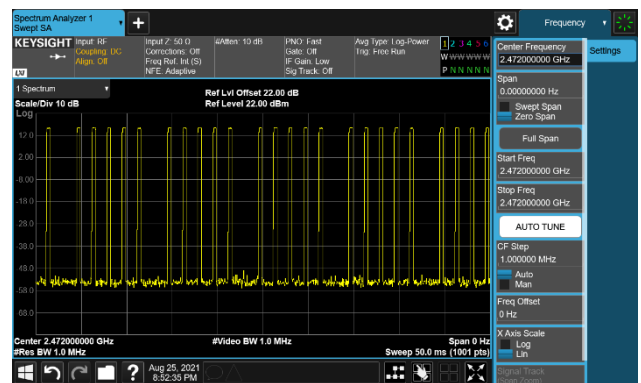 Spectrum Analyzer 1
Swept SA
Frequency
KEYSIGHT
Input: RF
Coupling: DC
Align: Off
Input Z: 50 Ω
Corrections: Off
Freq Ref: Int (S)
NFE: Adaptive
#Atten: 10 dB
PNO: Fast
Gate: Off
IF Gain: Low
Sig Track: Off
Avg Type: Log-Power
Trig: Free Run
1 2 3 4 5 6
W W W W W W
P N N N N N
LXI
1 Spectrum
Scale/Div 10 dB
Log
Ref Lvl Offset 22.00 dB
Ref Level 22.00 dBm
12.0
2.00
-8.00
-18.0
-28.0
-38.0
-48.0
-58.0
-68.0
Center 2.472000000 GHz
#Res BW 1.0 MHz
#Video BW 1.0 MHz
Span 0 Hz
Sweep 50.0 ms (1001 pts)
Aug 25, 2021
8:52:35 PM
Center Frequency
2.472000000 GHz
Settings
Span
0.00000000 Hz
Swept Span
Zero Span
Full Span
Start Freq
2.472000000 GHz
Stop Freq
2.472000000 GHz
AUTO TUNE
CF Step
1.000000 MHz
Auto
Man
Freq Offset
0 Hz
X Axis Scale
Log
Lin
Signal Track
(Span Zoom)